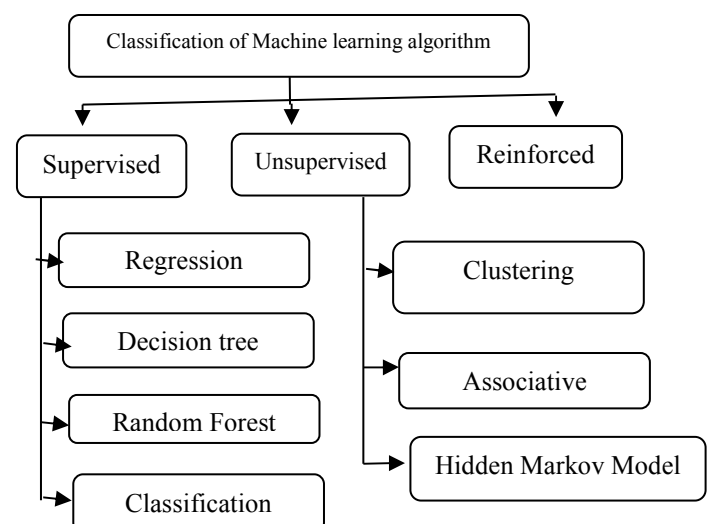 Classification of Machine learning algorithm
Supervised
Unsupervised
Reinforced
Regression
Decision tree
Random Forest
Classification
Clustering
Associative
Hidden Markov Model